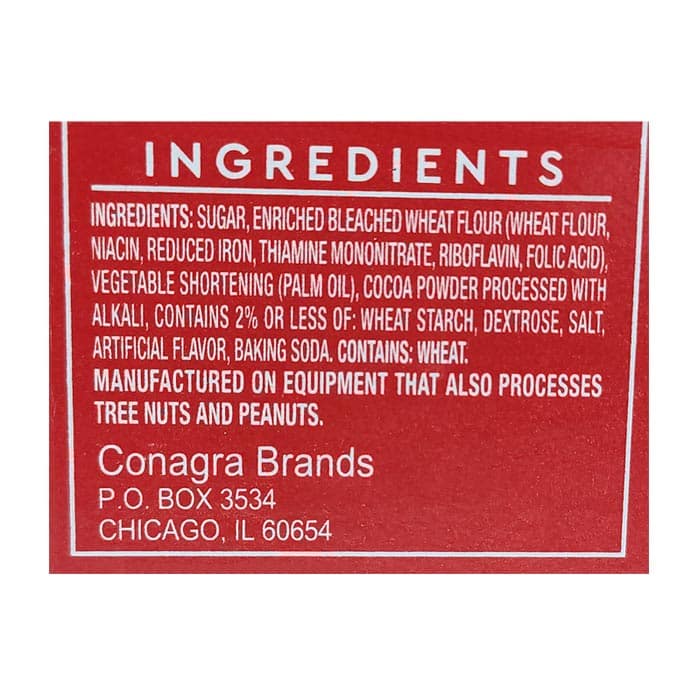 INGREDIENTS
INGREDIENTS: SUGAR, ENRICHED BLEACHED WHEAT FLOUR (WHEAT FLOUR,
NIACIN, REDUCED IRON, THIAMINE MONONITRATE, RIBOFLAVIN, FOLIC ACID),
VEGETABLE SHORTENING (PALM OIL), COCOA POWDER PROCESSED WITH
ALKALI, CONTAINS 2% OR LESS OF: WHEAT STARCH, DEXTROSE, SALT,
ARTIFICIAL FLAVOR, BAKING SODA. CONTAINS: WHEAT.
MANUFACTURED ON EQUIPMENT THAT ALSO PROCESSES
TREE NUTS AND PEANUTS.
Conagra Brands
P.O. BOX 3534
CHICAGO, IL 60654